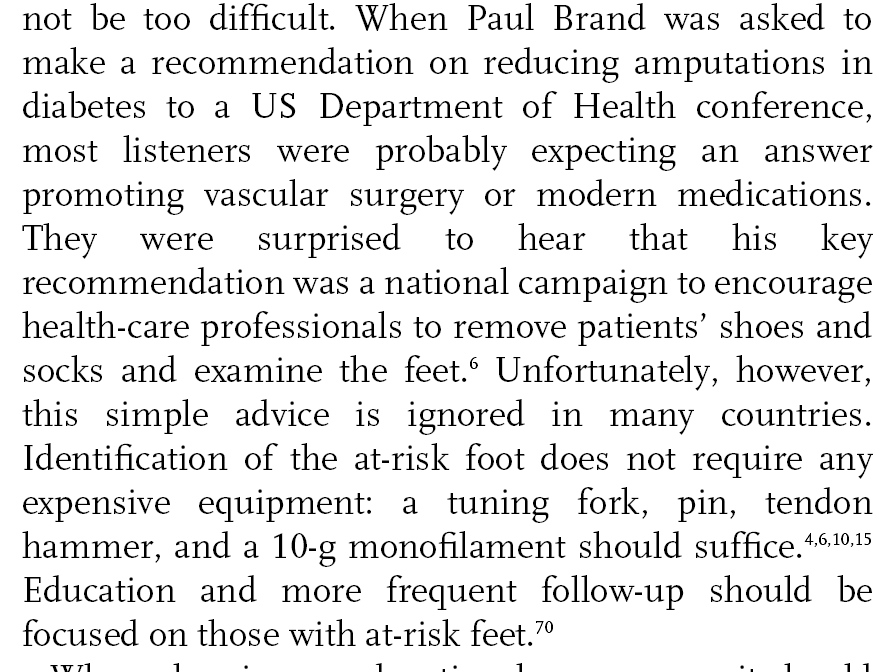 not be too difficult. When Paul Brand was asked to
make a recommendation on reducing amputations in
diabetes to a US Department of Health conference,
most listeners were probably expecting an answer
promoting vascular surgery or modern medications.
They were surprised to hear that his key
recommendation was a national campaign to encourage
health-care professionals to remove patients’ shoes and
socks and examine the feet.⁶ Unfortunately, however,
this simple advice is ignored in many countries.
Identification of the at-risk foot does not require any
expensive equipment: a tuning fork, pin, tendon
hammer, and a 10-g monofilament should suffice.⁴,⁶,¹⁰,¹⁵
Education and more frequent follow-up should be
focused on those with at-risk feet.⁷⁰